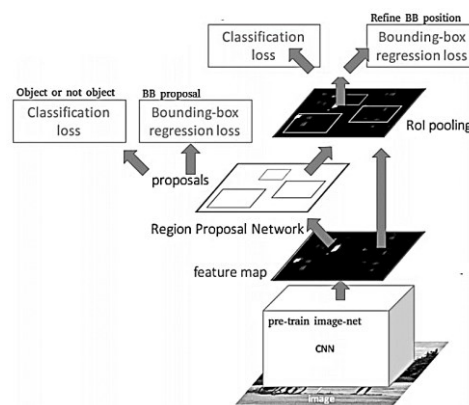 Refine BB position
Classification
loss
Bounding-box
regression loss
Object or not object
BB proposal
Classification
loss
Bounding-box
regression loss
RoI pooling
proposals
Region Proposal Network
feature map
pre-train image-net
CNN
image